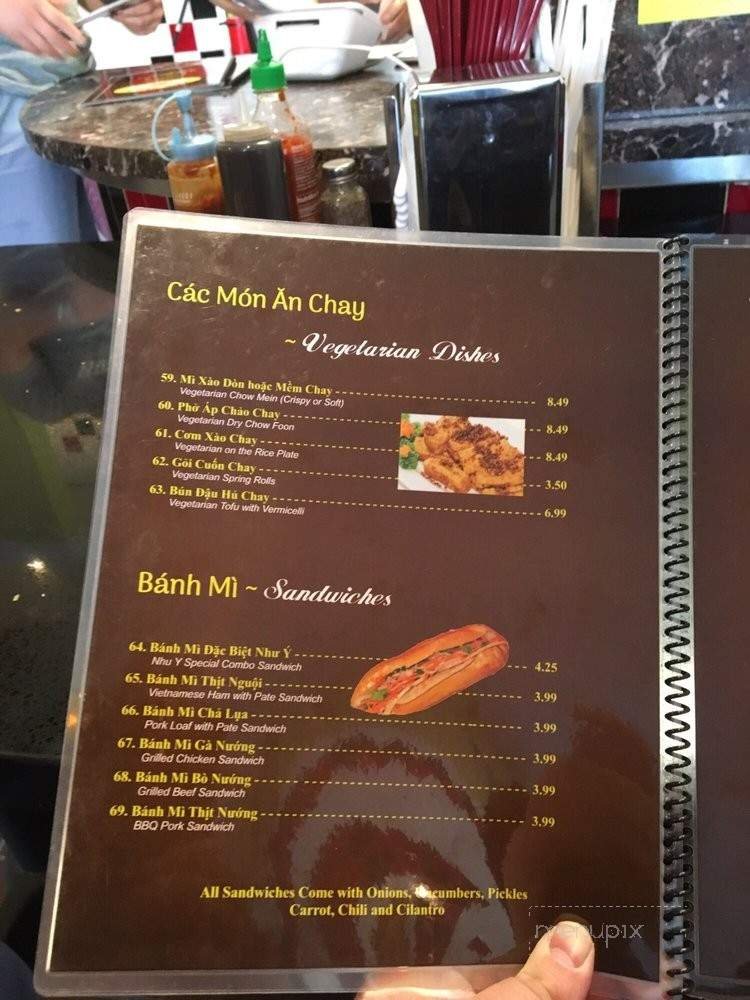 Các Món Ăn Chay
~ Vegetarian Dishes
59. Mì Xào Dòn hoặc Mềm Chay 8.49
Vegetarian Chow Mein (Crispy or Soft)
60. Phở Áp Chảo Chay 8.49
Vegetarian Dry Chow Foon
61. Cơm Xào Chay 8.49
Vegetarian on the Rice Plate
62. Gỏi Cuốn Chay 3.50
Vegetarian Spring Rolls
63. Bún Đậu Hủ Chay 6.99
Vegetarian Tofu with Vermicelli
Bánh Mì ~ Sandwiches
64. Bánh Mì Đặc Biệt Như Ý 4.25
Nhu Y Special Combo Sandwich
65. Bánh Mì Thịt Nguội 3.99
Vietnamese Ham with Pate Sandwich
66. Bánh Mì Chả Lụa 3.99
Pork Loaf with Pate Sandwich
67. Bánh Mì Gà Nướng 3.99
Grilled Chicken Sandwich
68. Bánh Mì Bò Nướng 3.99
Grilled Beef Sandwich
69. Bánh Mì Thịt Nướng 3.99
BBQ Pork Sandwich
All Sandwiches Come with Onions, Cucumbers, Pickles
Carrot, Chili and Cilantro
menupix